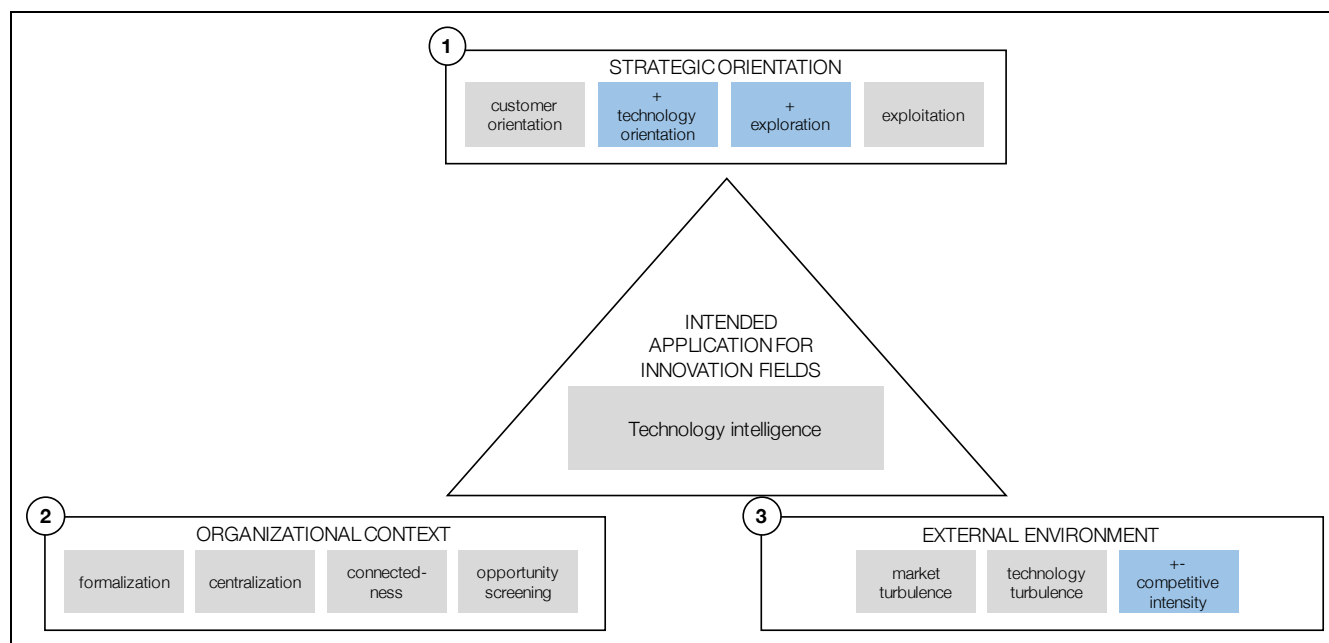 1
STRATEGIC ORIENTATION
customer
orientation
+
technology
orientation
+
exploration
exploitation
INTENDED
APPLICATION FOR
INNOVATION FIELDS
Technology intelligence
2
ORGANIZATIONAL CONTEXT
formalization
centralization
connected-
ness
opportunity
screening
3
EXTERNAL ENVIRONMENT
market
turbulence
technology
turbulence
+-
competitive
intensity